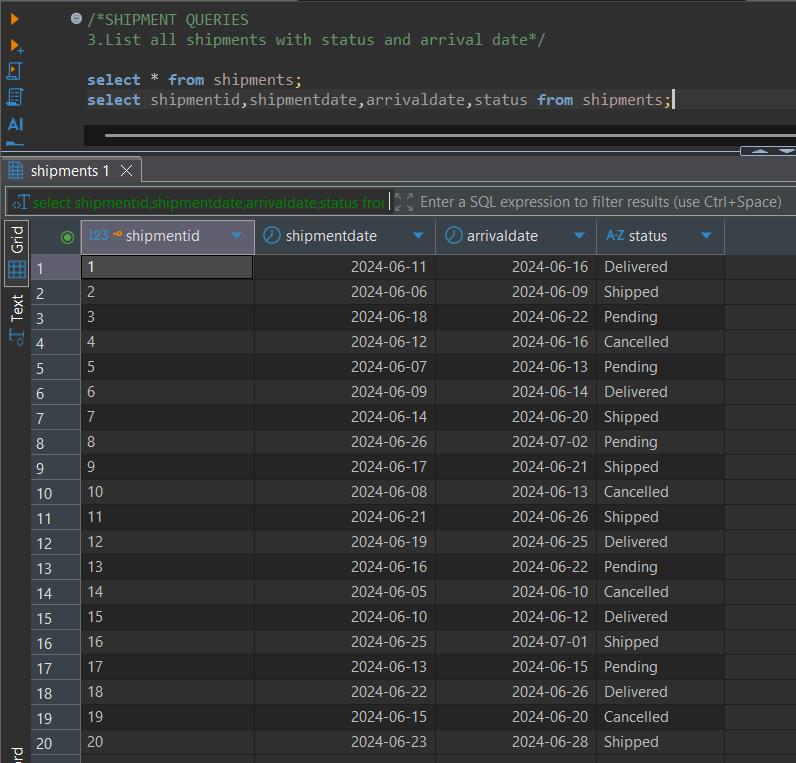 /*SHIPMENT QUERIES
3.List all shipments with status and arrival date*/
select * from shipments;
select shipmentid,shipmentdate,arrivaldate,status from shipments;
AI
shipments 1
select shipmentid,shipmentdate,arrivaldate,status from Enter a SQL expression to filter results (use Ctrl+Space)
Grid
Text
123 shipmentid shipmentdate arrivaldate A-Z status
1 1 2024-06-11 2024-06-16 Delivered
2 2 2024-06-06 2024-06-09 Shipped
3 3 2024-06-18 2024-06-22 Pending
4 4 2024-06-12 2024-06-16 Cancelled
5 5 2024-06-07 2024-06-13 Pending
6 6 2024-06-09 2024-06-14 Delivered
7 7 2024-06-14 2024-06-20 Shipped
8 8 2024-06-26 2024-07-02 Pending
9 9 2024-06-17 2024-06-21 Shipped
10 10 2024-06-08 2024-06-13 Cancelled
11 11 2024-06-21 2024-06-26 Shipped
12 12 2024-06-19 2024-06-25 Delivered
13 13 2024-06-16 2024-06-22 Pending
14 14 2024-06-05 2024-06-10 Cancelled
15 15 2024-06-10 2024-06-12 Delivered
16 16 2024-06-25 2024-07-01 Shipped
17 17 2024-06-13 2024-06-15 Pending
18 18 2024-06-22 2024-06-26 Delivered
19 19 2024-06-15 2024-06-20 Cancelled
20 20 2024-06-23 2024-06-28 Shipped